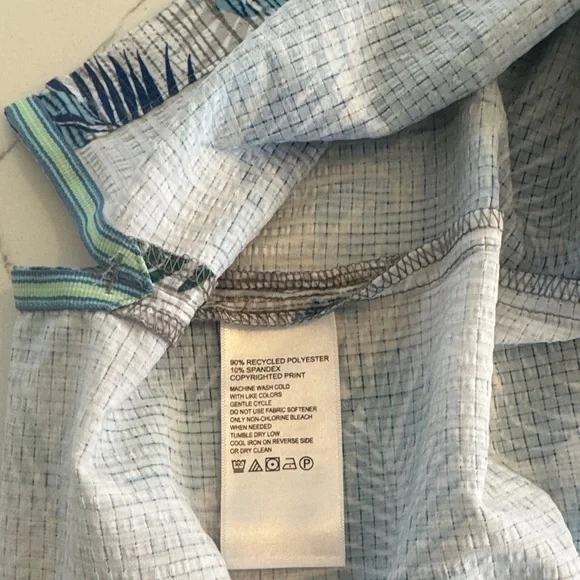 90% RECYCLED POLYESTER
10% SPANDEX
COPYRIGHTED PRINT
MACHINE WASH COLD
WITH LIKE COLORS
GENTLE CYCLE
DO NOT USE FABRIC SOFTENER
ONLY NON-CHLORINE BLEACH
WHEN NEEDED
TUMBLE DRY LOW
COOL IRON ON REVERSE SIDE
OR DRY CLEAN
P